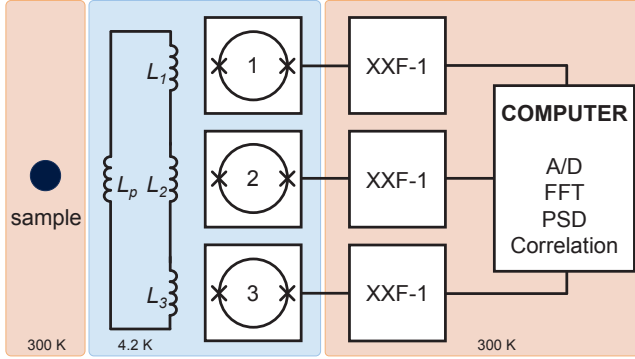 sample
300 K
L1
Lp
L2
L3
4.2 K
1
2
3
XXF-1
XXF-1
XXF-1
COMPUTER
A/D
FFT
PSD
Correlation
300 K